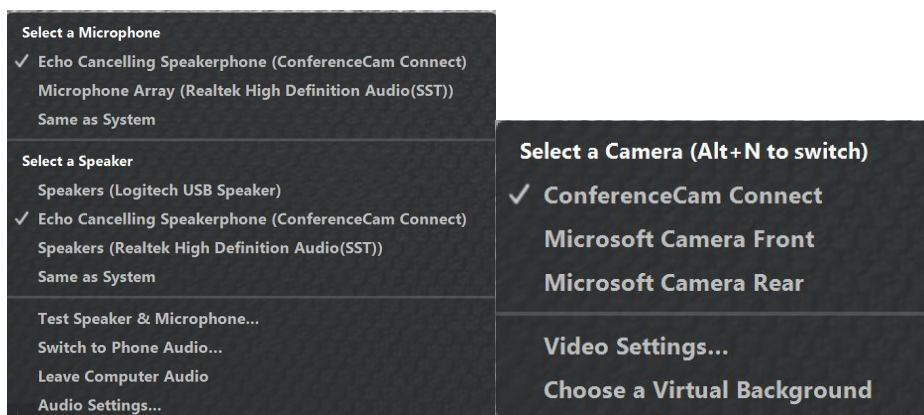 Select a Microphone
Echo Cancelling Speakerphone (ConferenceCam Connect)
Microphone Array (Realtek High Definition Audio(SST))
Same as System
Select a Speaker
Speakers (Logitech USB Speaker)
Echo Cancelling Speakerphone (ConferenceCam Connect)
Speakers (Realtek High Definition Audio(SST))
Same as System
Test Speaker & Microphone...
Switch to Phone Audio...
Leave Computer Audio
Audio Settings...
Select a Camera (Alt+N to switch)
ConferenceCam Connect
Microsoft Camera Front
Microsoft Camera Rear
Video Settings...
Choose a Virtual Background